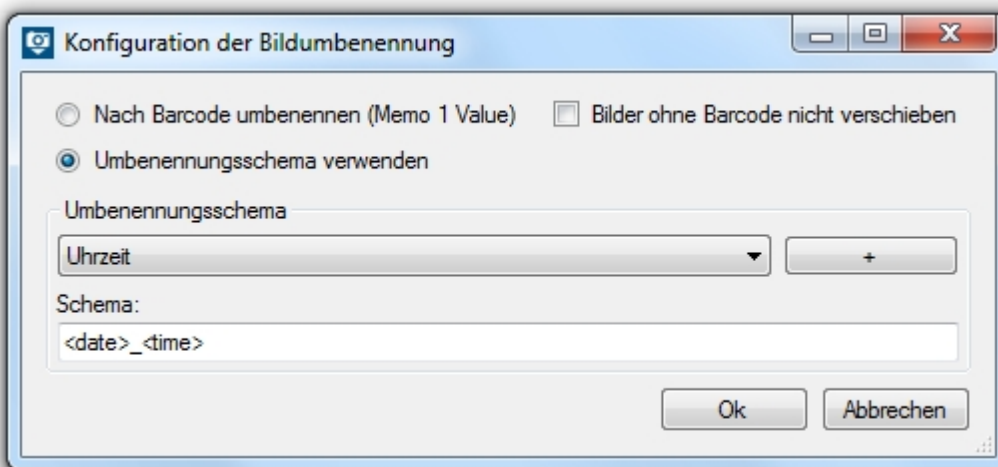 Konfiguration der Bildumbenennung
Nach Barcode umbenennen (Memo 1 Value) Bilder ohne Barcode nicht verschieben
Umbenennungsschema verwenden
Umbenennungsschema
Uhrzeit +
Schema:
<date>_<time>
Ok Abbrechen